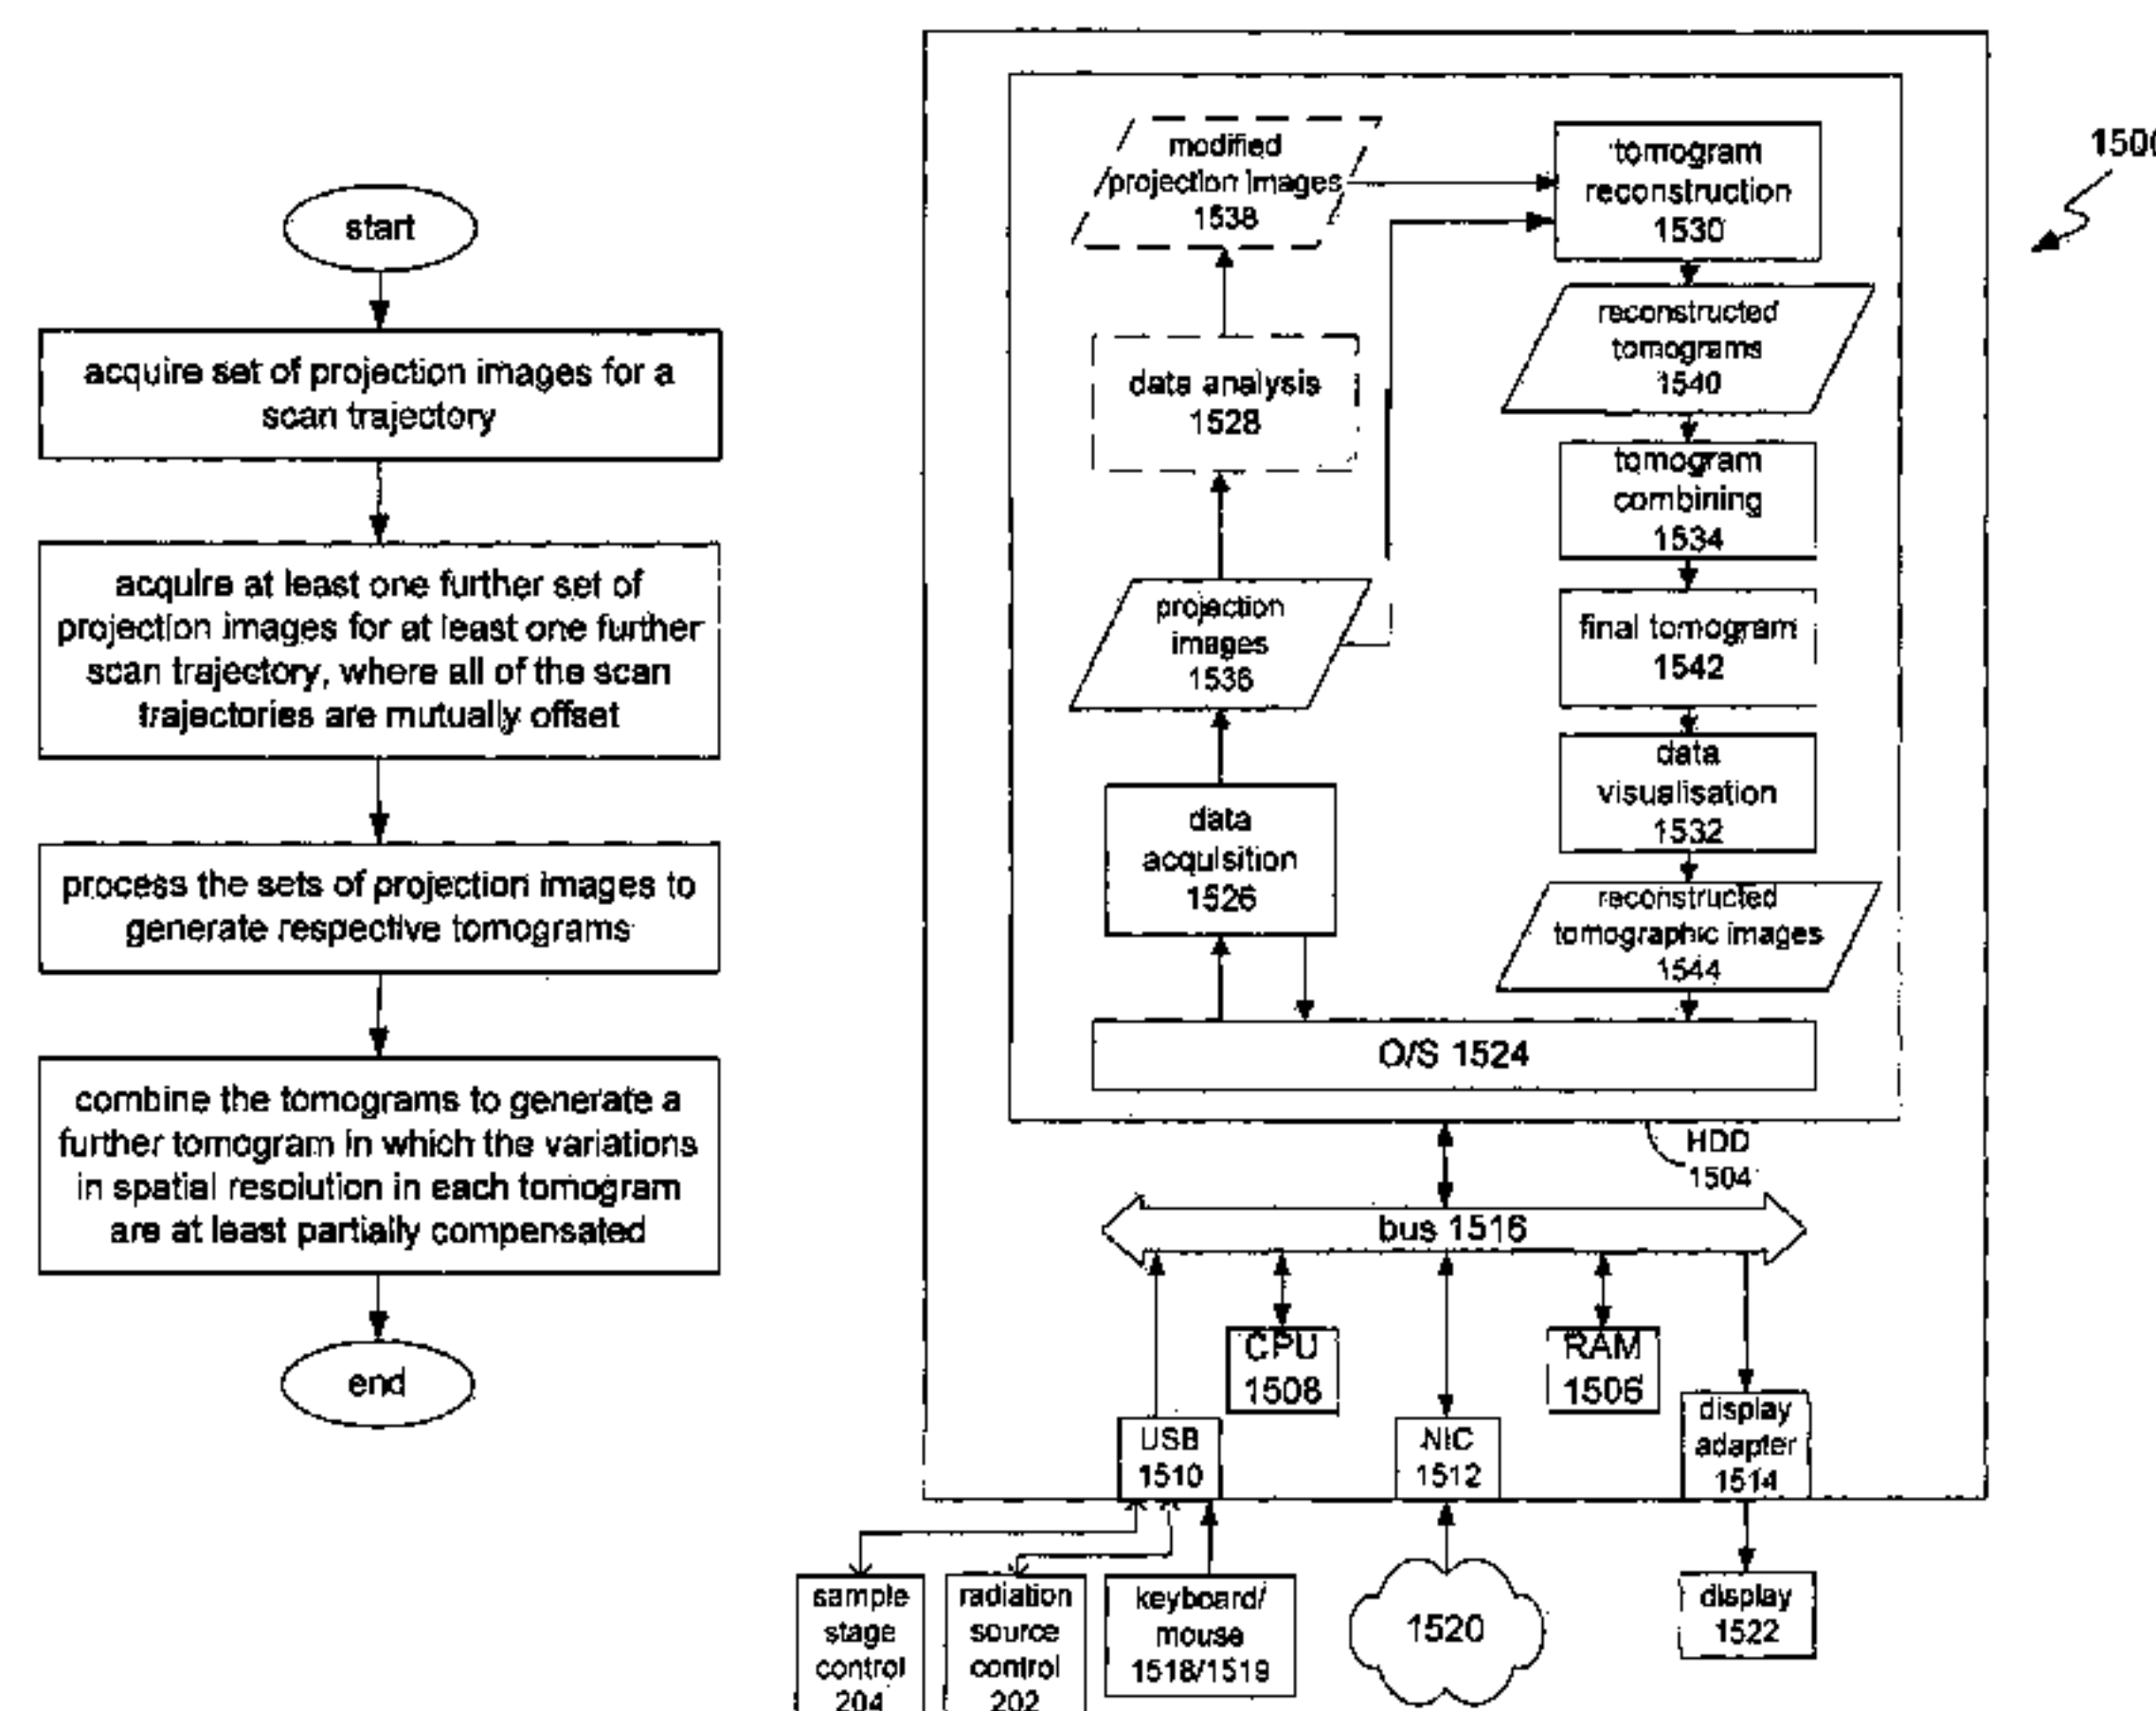 start
acquire set of projection images for a
scan trajectory
acquire at least one further set of
projection images for at least one further
scan trajectory, where all of the scan
trajectories are mutually offset
process the sets of projection images to
generate respective tomograms
combine the tomograms to generate a
further tomogram in which the variations
in spatial resolution in each tomogram
are at least partially compensated
end
modified
projection images
1538
data analysis
1528
projection
images
1536
data
acquisition
1526
tomogram
reconstruction
1530
reconstructed
tomograms
1540
tomogram
combining
1534
final tomogram
1542
data
visualisation
1532
reconstructed
tomographic images
1544
O/S 1524
HDD
1504
bus 1516
CPU
1508
RAM
1506
USB
1510
NIC
1512
display
adapter
1514
sample
stage
control
204
radiation
source
control
202
keyboard/
mouse
1518/1519
1520
display
1522